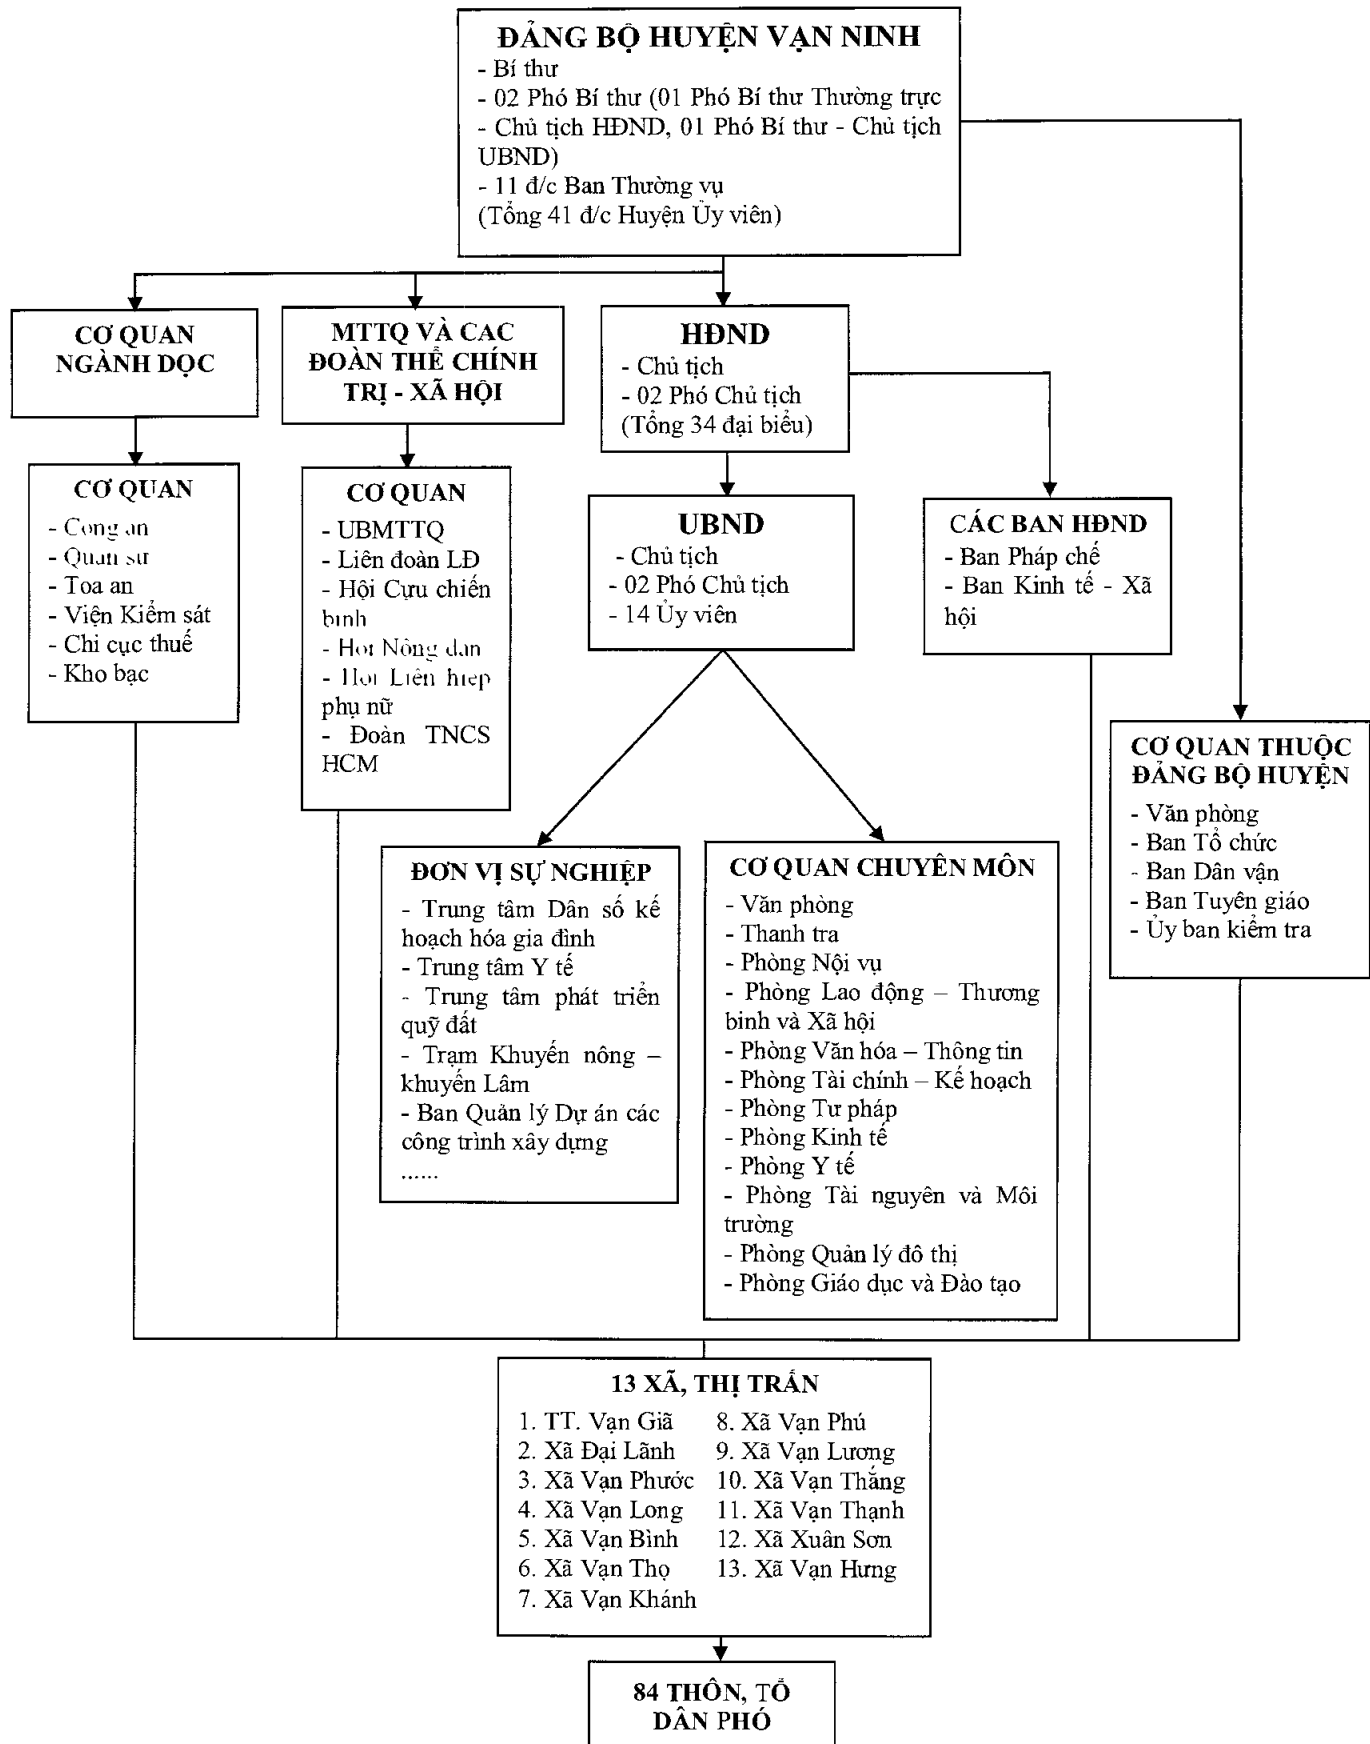 ĐẢNG BỘ HUYỆN VẠN NINH
- Bí thư
- 02 Phó Bí thư (01 Phó Bí thư Thường trực
- Chủ tịch HĐND, 01 Phó Bí thư - Chủ tịch
UBND)
- 11 đ/c Ban Thường vụ
(Tổng 41 đ/c Huyện Ủy viên)
CƠ QUAN
NGÀNH DỌC
MTTQ VÀ CAC
ĐOÀN THỂ CHÍNH
TRỊ - XÃ HỘI
HĐND
- Chủ tịch
- 02 Phó Chủ tịch
(Tổng 34 đại biểu)
CƠ QUAN
- Cong an
- Quan sư
- Toa an
- Viện Kiểm sát
- Chi cục thuế
- Kho bạc
CƠ QUAN
- UBMTTQ
- Liên đoàn LĐ
- Hội Cựu chiến
binh
- Hoi Nông dan
- Hoi Liên hiep
phụ nữ
- Đoàn TNCS
HCM
UBND
- Chủ tịch
- 02 Phó Chủ tịch
- 14 Ủy viên
CÁC BAN HĐND
- Ban Pháp chế
- Ban Kinh tế - Xã
hội
CƠ QUAN THUỘC
ĐẢNG BỘ HUYỆN
- Văn phòng
- Ban Tổ chức
- Ban Dân vận
- Ban Tuyên giáo
- Ủy ban kiểm tra
ĐƠN VỊ SỰ NGHIỆP
- Trung tâm Dân số kế
hoạch hóa gia đình
- Trung tâm Y tế
- Trung tâm phát triển
quỹ đất
- Trạm Khuyến nông –
khuyến Lâm
- Ban Quản lý Dự án các
công trình xây dựng
......
CƠ QUAN CHUYÊN MÔN
- Văn phòng
- Thanh tra
- Phòng Nội vụ
- Phòng Lao động – Thương
binh và Xã hội
- Phòng Văn hóa – Thông tin
- Phòng Tài chính – Kế hoạch
- Phòng Tư pháp
- Phòng Kinh tế
- Phòng Y tế
- Phòng Tài nguyên và Môi
trường
- Phòng Quản lý đô thị
- Phòng Giáo dục và Đào tạo
13 XÃ, THỊ TRẤN
1. TT. Vạn Giã
2. Xã Đại Lãnh
3. Xã Vạn Phước
4. Xã Vạn Long
5. Xã Vạn Bình
6. Xã Vạn Thọ
7. Xã Vạn Khánh
8. Xã Vạn Phú
9. Xã Vạn Lương
10. Xã Vạn Thắng
11. Xã Vạn Thạnh
12. Xã Xuân Sơn
13. Xã Vạn Hưng
84 THÔN, TỔ
DÂN PHÓ